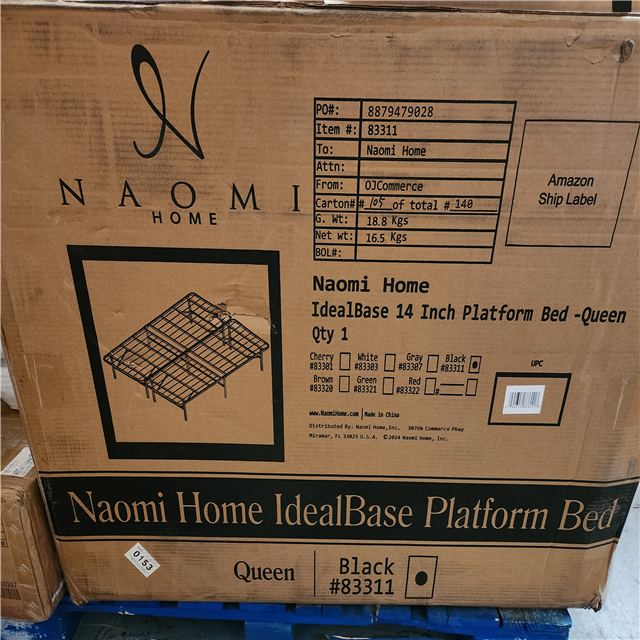 NAOMI
HOME
PO#: 8879479028
Item #: 83311
To: Naomi Home
Attn:
From: OJCommerce
Carton# # 105 of total # 140
G. Wt: 18.8 Kgs
Net wt: 16.5 Kgs
BOL#:
Amazon
Ship Label
Naomi Home
IdealBase 14 Inch Platform Bed -Queen
Qty 1
Cherry #83301
White #83303
Gray #83307
Black #83311
Brown #83320
Green #83321
Red #83322
#
UPC
www.NaomiHome.com | Made in China
Distributed By: Naomi Home,Inc. 3076N Commerce Pkwy
Miramar, FL 33025 U.S.A. ©2024 Naomi Home, Inc.
Naomi Home IdealBase Platform Bed
0153
Queen
Black
#83311